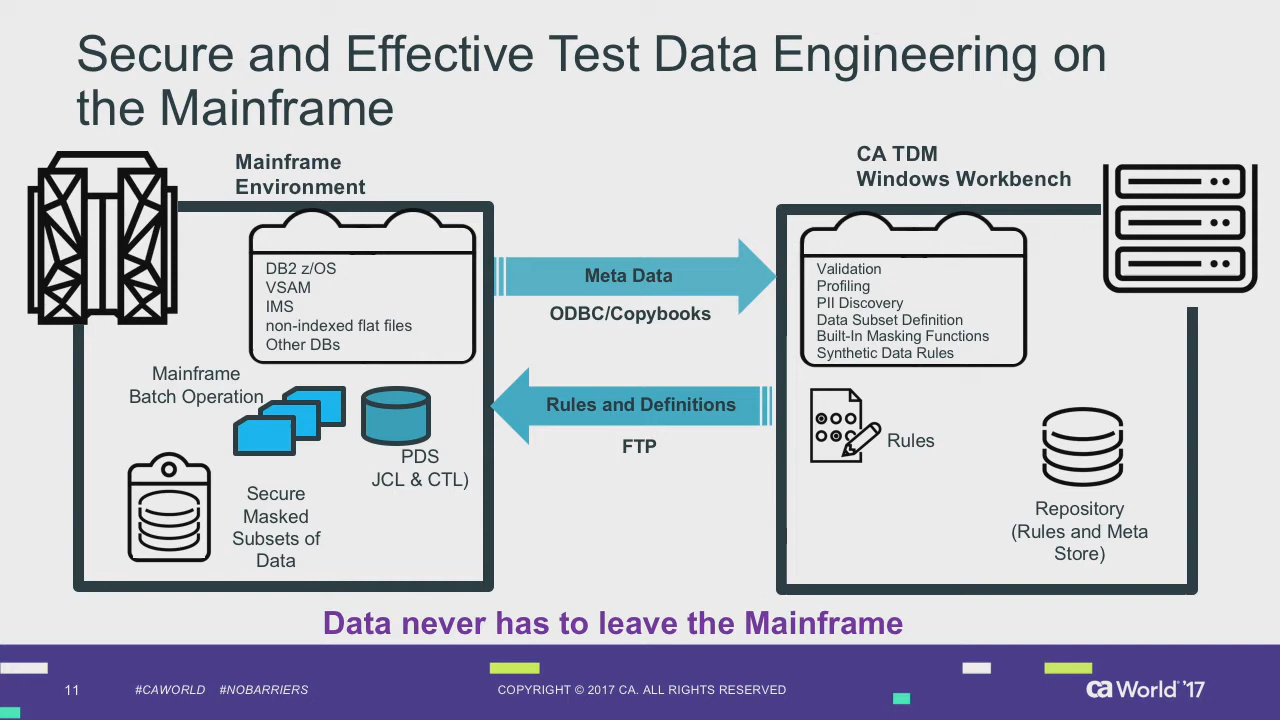 Secure and Effective Test Data Engineering on
the Mainframe
Mainframe
Environment
DB2 z/OS
VSAM
IMS
non-indexed flat files
Other DBs
Mainframe
Batch Operation
PDS
JCL & CTL)
Secure
Masked
Subsets of
Data
Meta Data
ODBC/Copybooks
Rules and Definitions
FTP
CA TDM
Windows Workbench
Validation
Profiling
PII Discovery
Data Subset Definition
Built-In Masking Functions
Synthetic Data Rules
Rules
Repository
(Rules and Meta
Store)
Data never has to leave the Mainframe
11
#CAWORLD #NOBARRIERS
COPYRIGHT © 2017 CA. ALL RIGHTS RESERVED
ca World '17